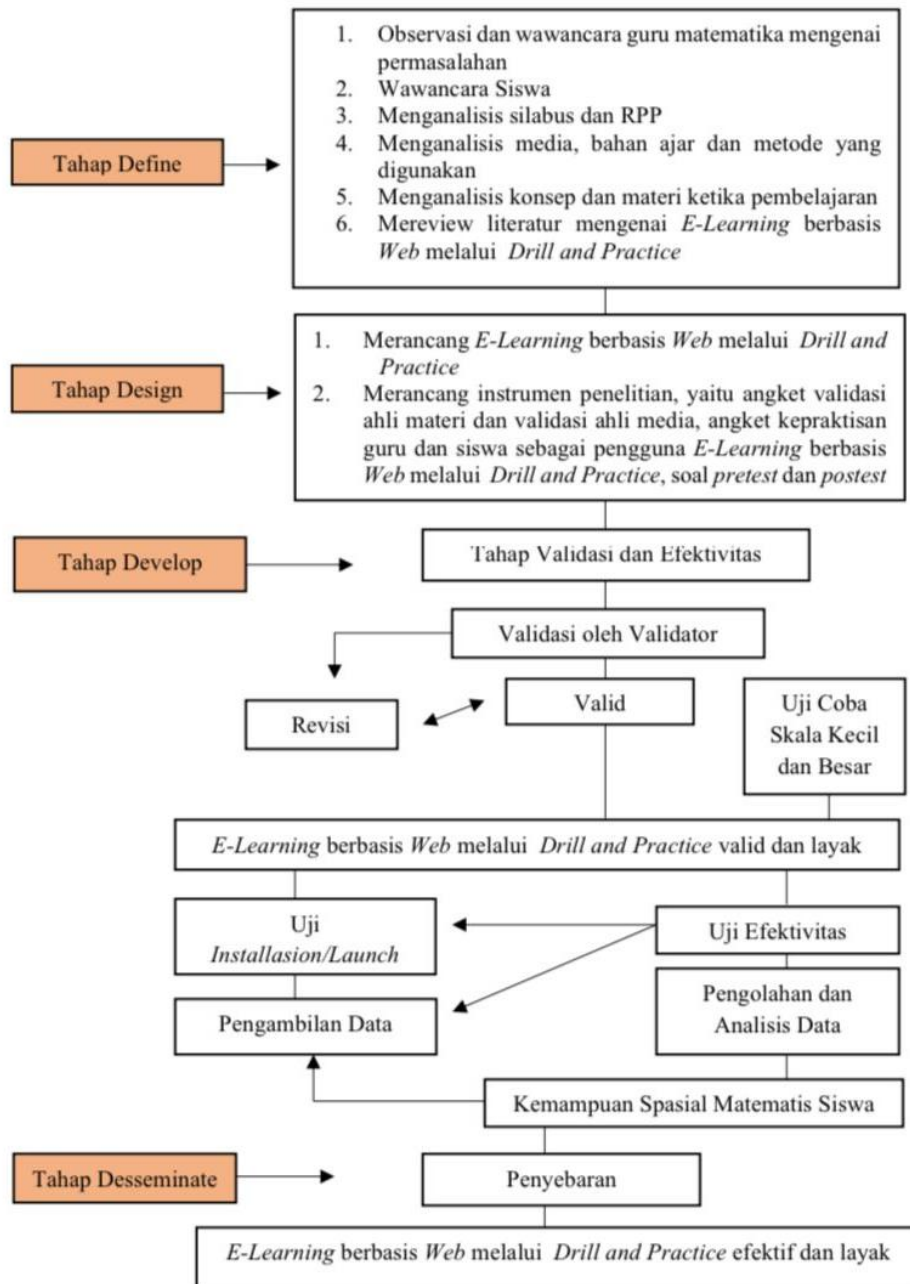 1. Observasi dan wawancara guru matematika mengenai
permasalahan
2. Wawancara Siswa
3. Menganalisis silabus dan RPP
4. Menganalisis media, bahan ajar dan metode yang
digunakan
5. Menganalisis konsep dan materi ketika pembelajaran
6. Mereview literatur mengenai E-Learning berbasis
Web melalui Drill and Practice
Tahap Define
1. Merancang E-Learning berbasis Web melalui Drill and
Practice
2. Merancang instrumen penelitian, yaitu angket validasi
ahli materi dan validasi ahli media, angket kepraktisan
guru dan siswa sebagai pengguna E-Learning berbasis
Web melalui Drill and Practice, soal pretest dan postest
Tahap Design
Tahap Develop
Tahap Validasi dan Efektivitas
Validasi oleh Validator
Revisi
Valid
Uji Coba
Skala Kecil
dan Besar
E-Learning berbasis Web melalui Drill and Practice valid dan layak
Uji
Installasion/Launch
Uji Efektivitas
Pengambilan Data
Pengolahan dan
Analisis Data
Kemampuan Spasial Matematis Siswa
Tahap Desseminate
Penyebaran
E-Learning berbasis Web melalui Drill and Practice efektif dan layak